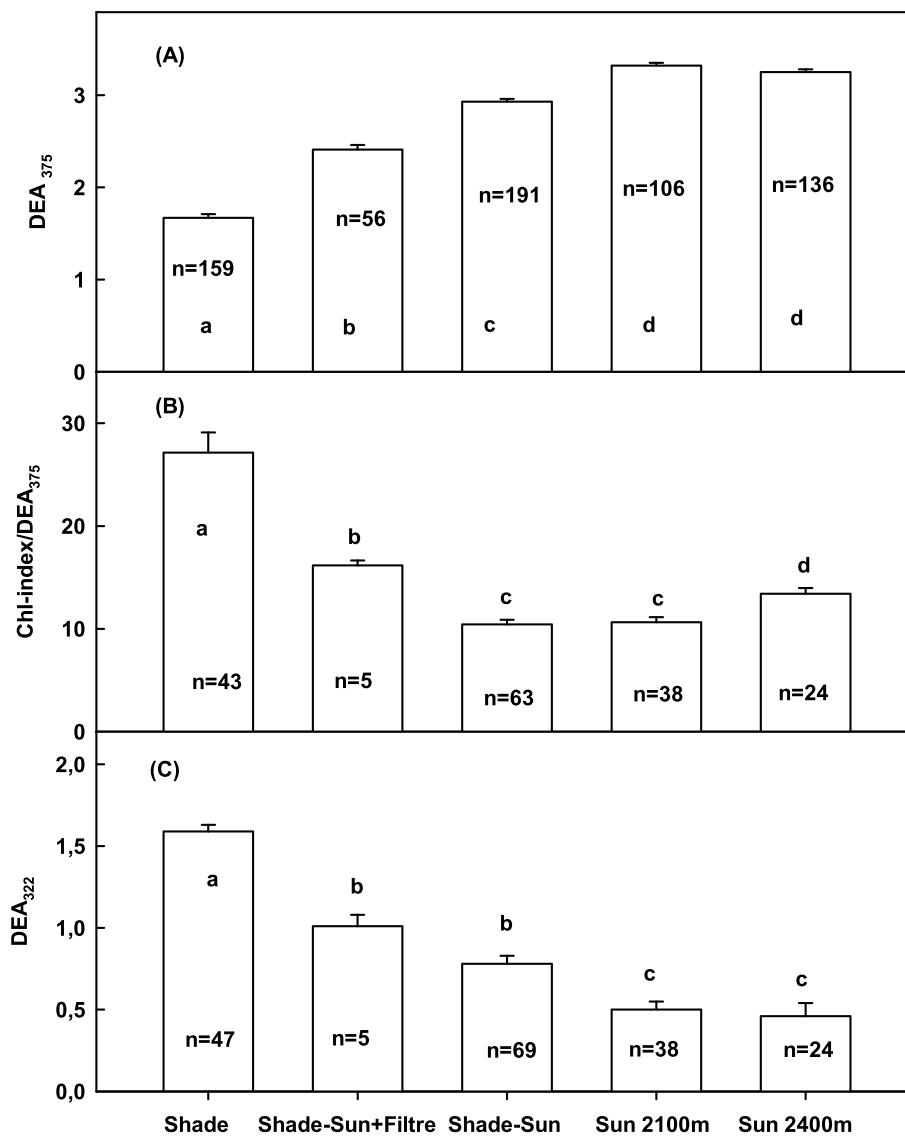 (A)
3
2
1
0
DEA 375
n=159
n=56
n=191
n=106
n=136
a
b
c
d
d
(B)
30
20
10
0
Chl-index/DEA375
a
b
c
c
d
n=43
n=5
n=63
n=38
n=24
(C)
2,0
1,5
1,0
0,5
0,0
DEA322
a
b
b
c
c
n=47
n=5
n=69
n=38
n=24
Shade Shade-Sun+Filtre Shade-Sun Sun 2100m Sun 2400m